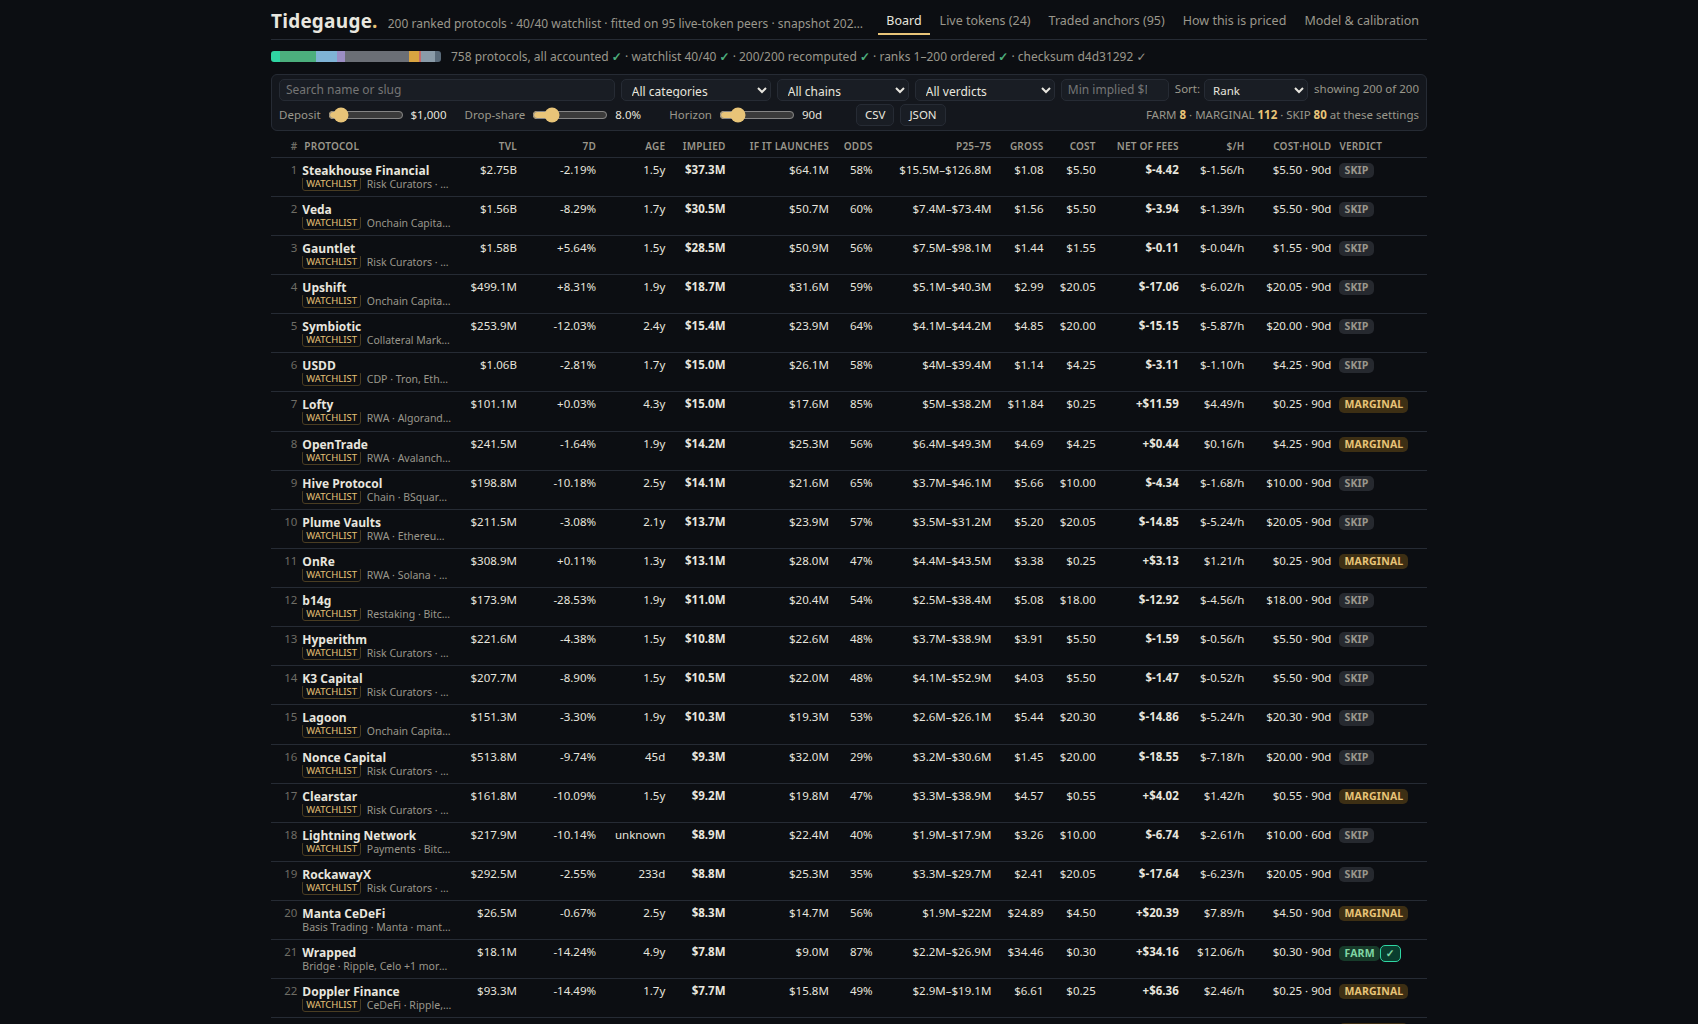 Tidegauge. 200 ranked protocols · 40/40 watchlist · fitted on 95 live-token peers · snapshot 202... Board Live tokens (24) Traded anchors (95) How this is priced Model & calibration
758 protocols, all accounted ✓ · watchlist 40/40 ✓ · 200/200 recomputed ✓ · ranks 1–200 ordered ✓ · checksum d4d31292 ✓
Search name or slug All categories All chains All verdicts Min implied $I Sort: Rank showing 200 of 200
Deposit $1,000 Drop-share 8.0% Horizon 90d CSV JSON FARM 8 · MARGINAL 112 · SKIP 80 at these settings
# PROTOCOL TVL 7D AGE IMPLIED IF IT LAUNCHES ODDS P25–75 GROSS COST NET OF FEES $/H COST·HOLD VERDICT
1 Steakhouse Financial $2.75B -2.19% 1.5y $37.3M $64.1M 58% $15.5M–$126.8M $1.08 $5.50 $-4.42 $-1.56/h $5.50 · 90d SKIP
WATCHLIST Risk Curators · ...
2 Veda $1.56B -8.29% 1.7y $30.5M $50.7M 60% $7.4M–$73.4M $1.56 $5.50 $-3.94 $-1.39/h $5.50 · 90d SKIP
WATCHLIST Onchain Capita...
3 Gauntlet $1.58B +5.64% 1.5y $28.5M $50.9M 56% $7.5M–$98.1M $1.44 $1.55 $-0.11 $-0.04/h $1.55 · 90d SKIP
WATCHLIST Risk Curators · ...
4 Upshift $499.1M +8.31% 1.9y $18.7M $31.6M 59% $5.1M–$40.3M $2.99 $20.05 $-17.06 $-6.02/h $20.05 · 90d SKIP
WATCHLIST Onchain Capita...
5 Symbiotic $253.9M -12.03% 2.4y $15.4M $23.9M 64% $4.1M–$44.2M $4.85 $20.00 $-15.15 $-5.87/h $20.00 · 90d SKIP
WATCHLIST Collateral Mark...
6 USDD $1.06B -2.81% 1.7y $15.0M $26.1M 58% $4M–$39.4M $1.14 $4.25 $-3.11 $-1.10/h $4.25 · 90d SKIP
WATCHLIST CDP · Tron, Eth...
7 Lofty $101.1M +0.03% 4.3y $15.0M $17.6M 85% $5M–$38.2M $11.84 $0.25 +$11.59 $4.49/h $0.25 · 90d MARGINAL
WATCHLIST RWA · Algorand...
8 OpenTrade $241.5M -1.64% 1.9y $14.2M $25.3M 56% $6.4M–$49.3M $4.69 $4.25 +$0.44 $0.16/h $4.25 · 90d MARGINAL
WATCHLIST RWA · Avalanch...
9 Hive Protocol $198.8M -10.18% 2.5y $14.1M $21.6M 65% $3.7M–$46.1M $5.66 $10.00 $-4.34 $-1.68/h $10.00 · 90d SKIP
WATCHLIST Chain · BSquar...
10 Plume Vaults $211.5M -3.08% 2.1y $13.7M $23.9M 57% $3.5M–$31.2M $5.20 $20.05 $-14.85 $-5.24/h $20.05 · 90d SKIP
WATCHLIST RWA · Ethereu...
11 OnRe $308.9M +0.11% 1.3y $13.1M $28.0M 47% $4.4M–$43.5M $3.38 $0.25 +$3.13 $1.21/h $0.25 · 90d MARGINAL
WATCHLIST RWA · Solana · ...
12 b14g $173.9M -28.53% 1.9y $11.0M $20.4M 54% $2.5M–$38.4M $5.08 $18.00 $-12.92 $-4.56/h $18.00 · 90d SKIP
WATCHLIST Restaking · Bitc...
13 Hyperithm $221.6M -4.38% 1.5y $10.8M $22.6M 48% $3.7M–$38.9M $3.91 $5.50 $-1.59 $-0.56/h $5.50 · 90d SKIP
WATCHLIST Risk Curators · ...
14 K3 Capital $207.7M -8.90% 1.5y $10.5M $22.0M 48% $4.1M–$52.9M $4.03 $5.50 $-1.47 $-0.52/h $5.50 · 90d SKIP
WATCHLIST Risk Curators · ...
15 Lagoon $151.3M -3.30% 1.9y $10.3M $19.3M 53% $2.6M–$26.1M $5.44 $20.30 $-14.86 $-5.24/h $20.30 · 90d SKIP
WATCHLIST Onchain Capita...
16 Nonce Capital $513.8M -9.74% 45d $9.3M $32.0M 29% $3.2M–$30.6M $1.45 $20.00 $-18.55 $-7.18/h $20.00 · 90d SKIP
WATCHLIST Risk Curators · ...
17 Clearstar $161.8M -10.09% 1.5y $9.2M $19.8M 47% $3.3M–$38.9M $4.57 $0.55 +$4.02 $1.42/h $0.55 · 90d MARGINAL
WATCHLIST Risk Curators · ...
18 Lightning Network $217.9M -10.14% unknown $8.9M $22.4M 40% $1.9M–$17.9M $3.26 $10.00 $-6.74 $-2.61/h $10.00 · 60d SKIP
WATCHLIST Payments · Bitc...
19 RockawayX $292.5M -2.55% 233d $8.8M $25.3M 35% $3.3M–$29.7M $2.41 $20.05 $-17.64 $-6.23/h $20.05 · 90d SKIP
WATCHLIST Risk Curators · ...
20 Manta CeDeFi $26.5M -0.67% 2.5y $8.3M $14.7M 56% $1.9M–$22M $24.89 $4.50 +$20.39 $7.89/h $4.50 · 90d MARGINAL
Basis Trading · Manta · mant...
21 Wrapped $18.1M -14.24% 4.9y $7.8M $9.0M 87% $2.2M–$26.9M $34.46 $0.30 +$34.16 $12.06/h $0.30 · 90d FARM ✓
Bridge · Ripple, Celo +1 mor...
22 Doppler Finance $93.3M -14.49% 1.7y $7.7M $15.8M 49% $2.9M–$19.1M $6.61 $0.25 +$6.36 $2.46/h $0.25 · 90d MARGINAL
WATCHLIST CeDeFi · Ripple,...